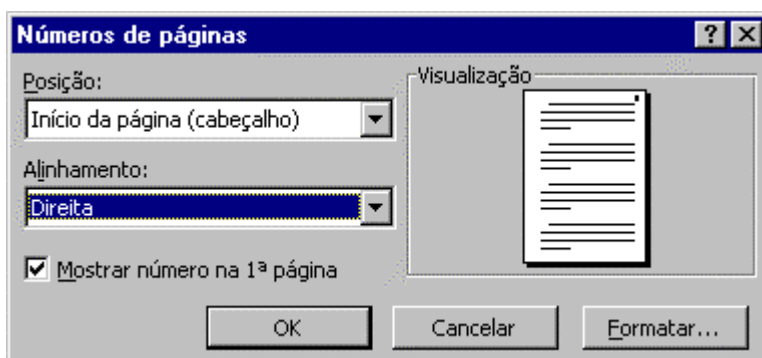 Números de páginas
Posição:
Início da página (cabeçalho)
Alinhamento:
Direita
Mostrar número na 1ª página
Visualização
OK
Cancelar
Formatar...